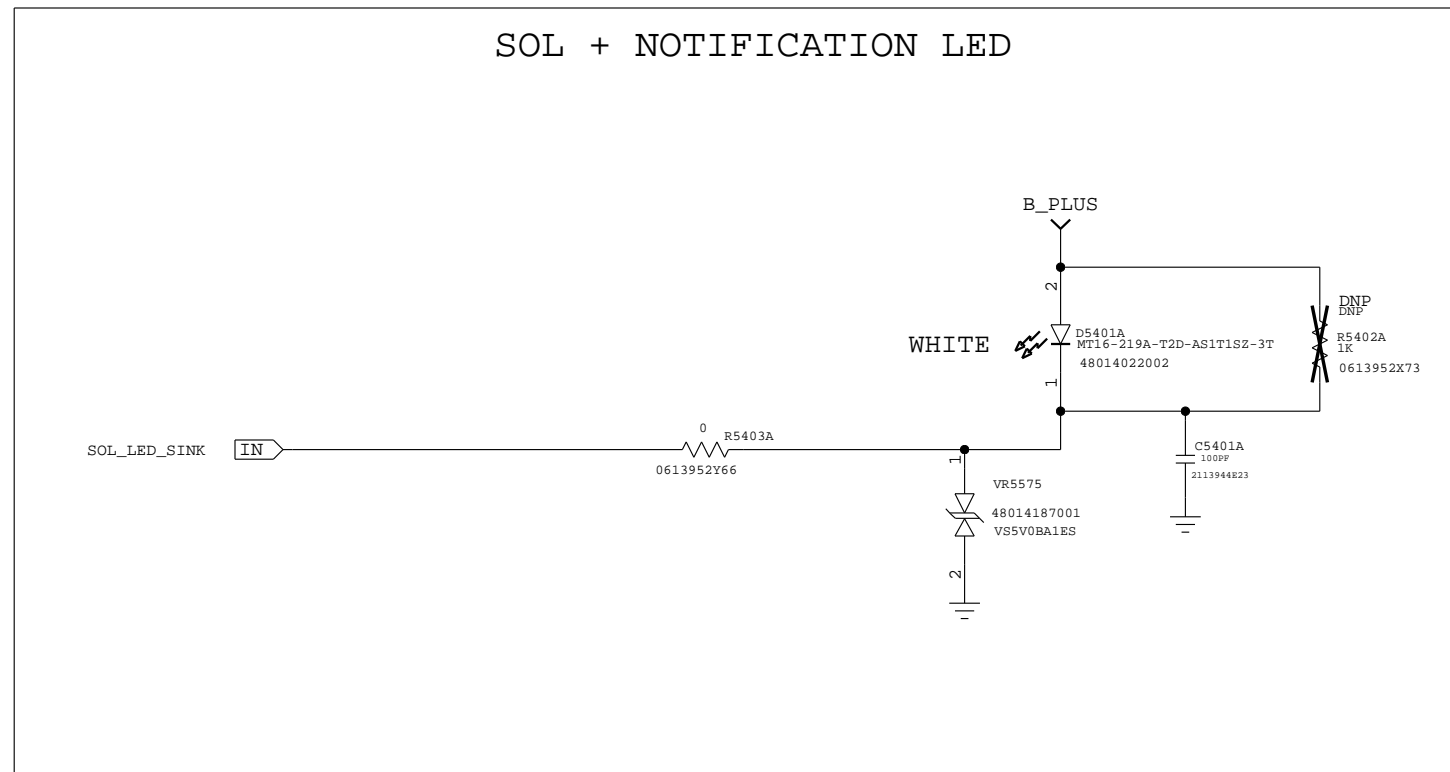 SOL + NOTIFICATION LED
B_PLUS
2
DNP
DNP
D5401A
WHITE
MT16-219A-T2D-AS1T1SZ-3T
48014022002
R5402A
1K
0613952X73
1
0
R5403A
SOL_LED_SINK
IN
0613952Y66
1
C5401A
100PF
2113944E23
VR5575
48014187001
VS5V0BA1ES
2